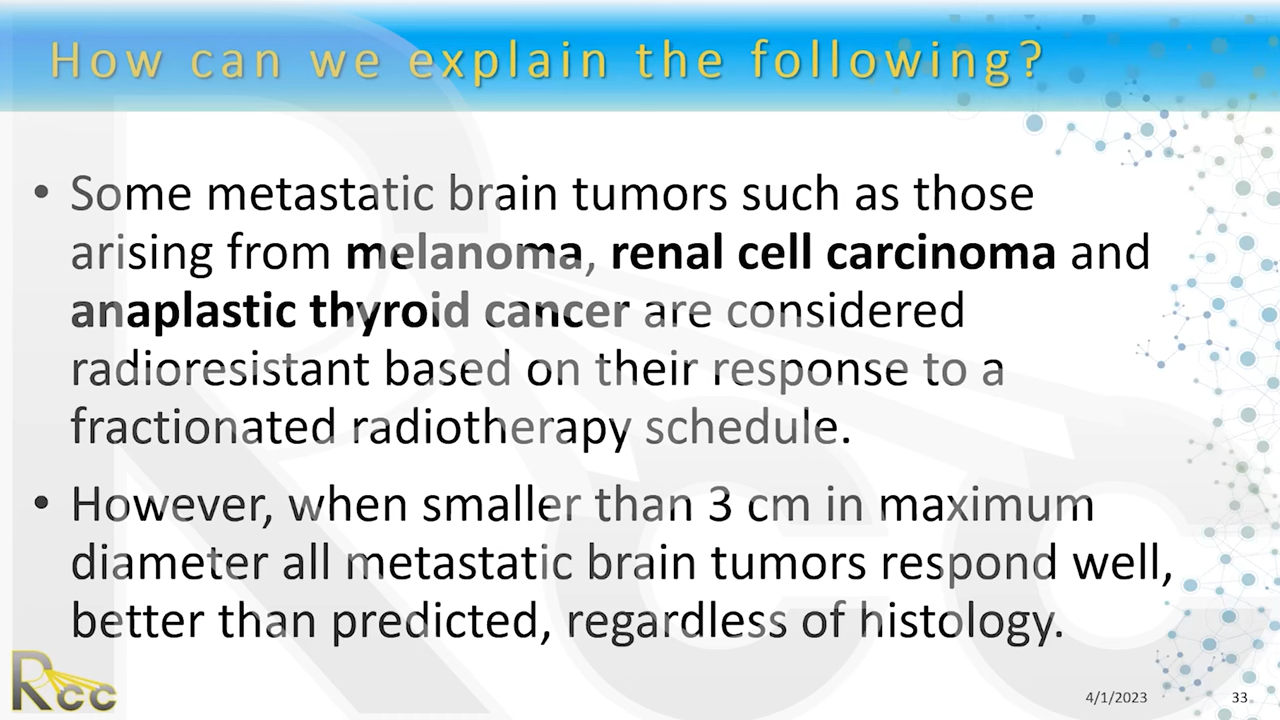 How can we explain the following?
• Some metastatic brain tumors such as those
arising from melanoma, renal cell carcinoma and
anaplastic thyroid cancer are considered
radioresistant based on their response to a
fractionated radiotherapy schedule.
• However, when smaller than 3 cm in maximum
diameter all metastatic brain tumors respond well,
better than predicted, regardless of histology.
Rcc
4/1/2023 33